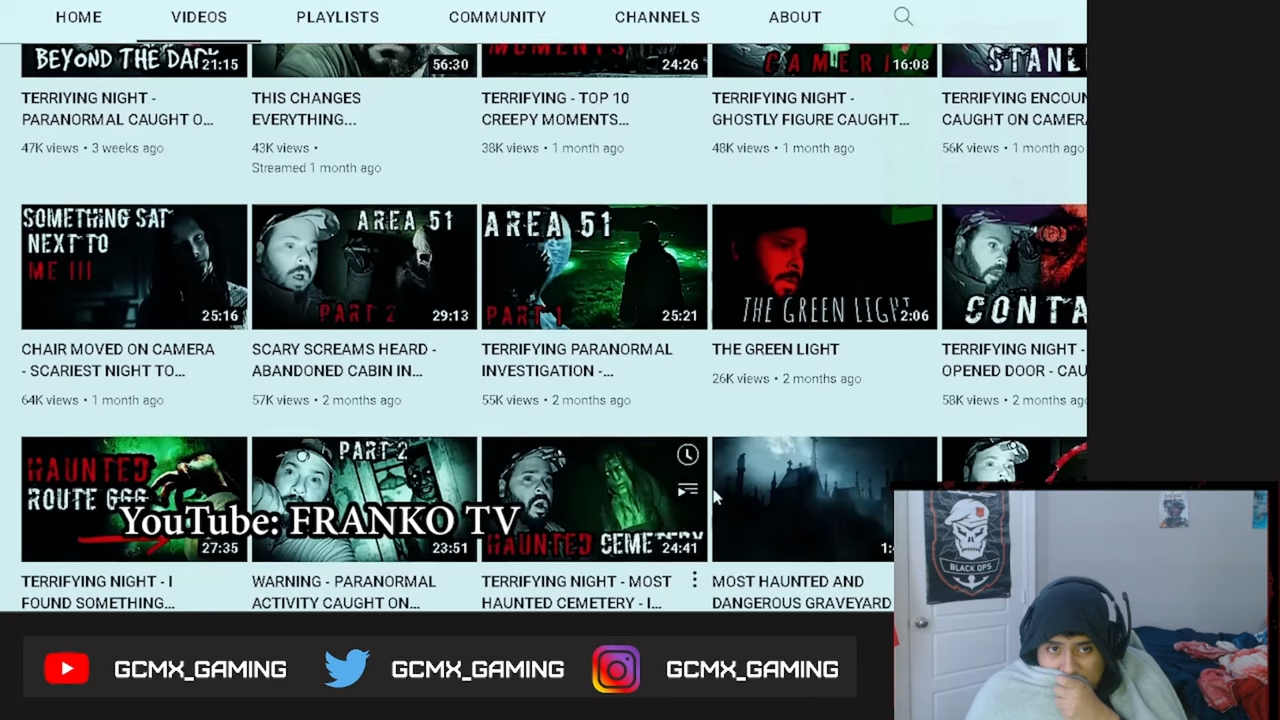 HOME VIDEOS PLAYLISTS COMMUNITY CHANNELS ABOUT
BEYOND THE DAR 21:15
56:30
MOMENTS 24:26
CAMER 16:08
STANL
TERRIYING NIGHT -
PARANORMAL CAUGHT O...
47K views • 3 weeks ago
THIS CHANGES
EVERYTHING...
43K views •
Streamed 1 month ago
TERRIFYING - TOP 10
CREEPY MOMENTS...
38K views • 1 month ago
TERRIFYING NIGHT -
GHOSTLY FIGURE CAUGHT...
48K views • 1 month ago
TERRIFYING ENCOUN
CAUGHT ON CAMERA
56K views • 1 month ago
SOMETHING SAT
NEXT TO
ME III
25:16
AREA 51
PART 2 29:13
AREA 51
PART 1 25:21
THE GREEN LIGHT 2:06
CONTA
CHAIR MOVED ON CAMERA
- SCARIEST NIGHT TO...
64K views • 1 month ago
SCARY SCREAMS HEARD -
ABANDONED CABIN IN...
57K views • 2 months ago
TERRIFYING PARANORMAL
INVESTIGATION -...
55K views • 2 months ago
THE GREEN LIGHT
26K views • 2 months ago
TERRIFYING NIGHT -
OPENED DOOR - CAU
58K views • 2 months ago
HAUNTED
ROUTE 666
27:35
PART 2
23:51
HAUNTED CEMETERY 24:41
1:4
YouTube: FRANKO TV
TERRIFYING NIGHT - I
FOUND SOMETHING...
WARNING - PARANORMAL
ACTIVITY CAUGHT ON...
TERRIFYING NIGHT - MOST
HAUNTED CEMETERY - I...
MOST HAUNTED AND
DANGEROUS GRAVEYARD
BLACK OPS
GCMX_GAMING GCMX_GAMING GCMX_GAMING